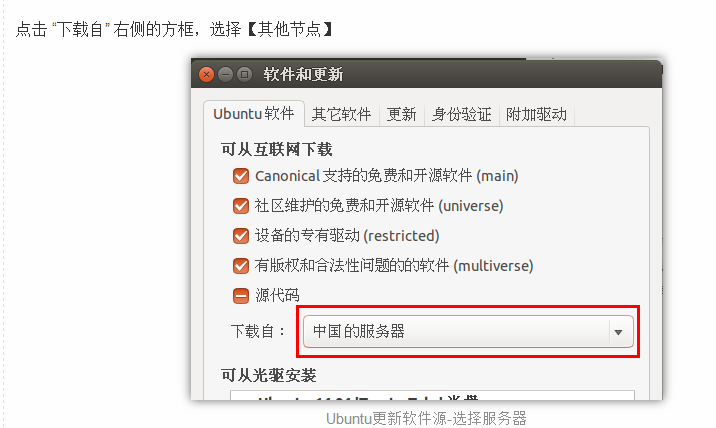 点击 “下载自” 右侧的方框，选择【其他节点】
软件和更新
Ubuntu 软件 其它软件 更新 身份验证 附加驱动
可从互联网下载
Canonical 支持的免费和开源软件 (main)
社区维护的免费和开源软件 (universe)
设备的专有驱动 (restricted)
有版权和合法性问题的的软件 (multiverse)
源代码
下载自： 中国 的服务器
可从光驱安装
Ubuntu更新软件源-选择服务器